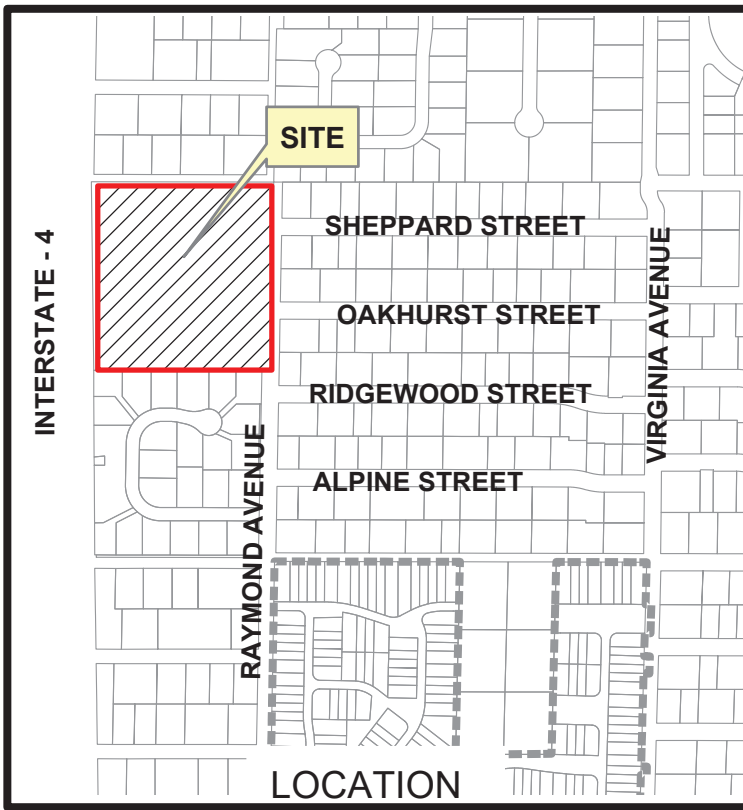 SITE
SHEPPARD STREET
INTERSTATE - 4
VIRGINIA AVENUE
OAKHURST STREET
RIDGEWOOD STREET
RAYMOND AVENUE
ALPINE STREET
LOCATION